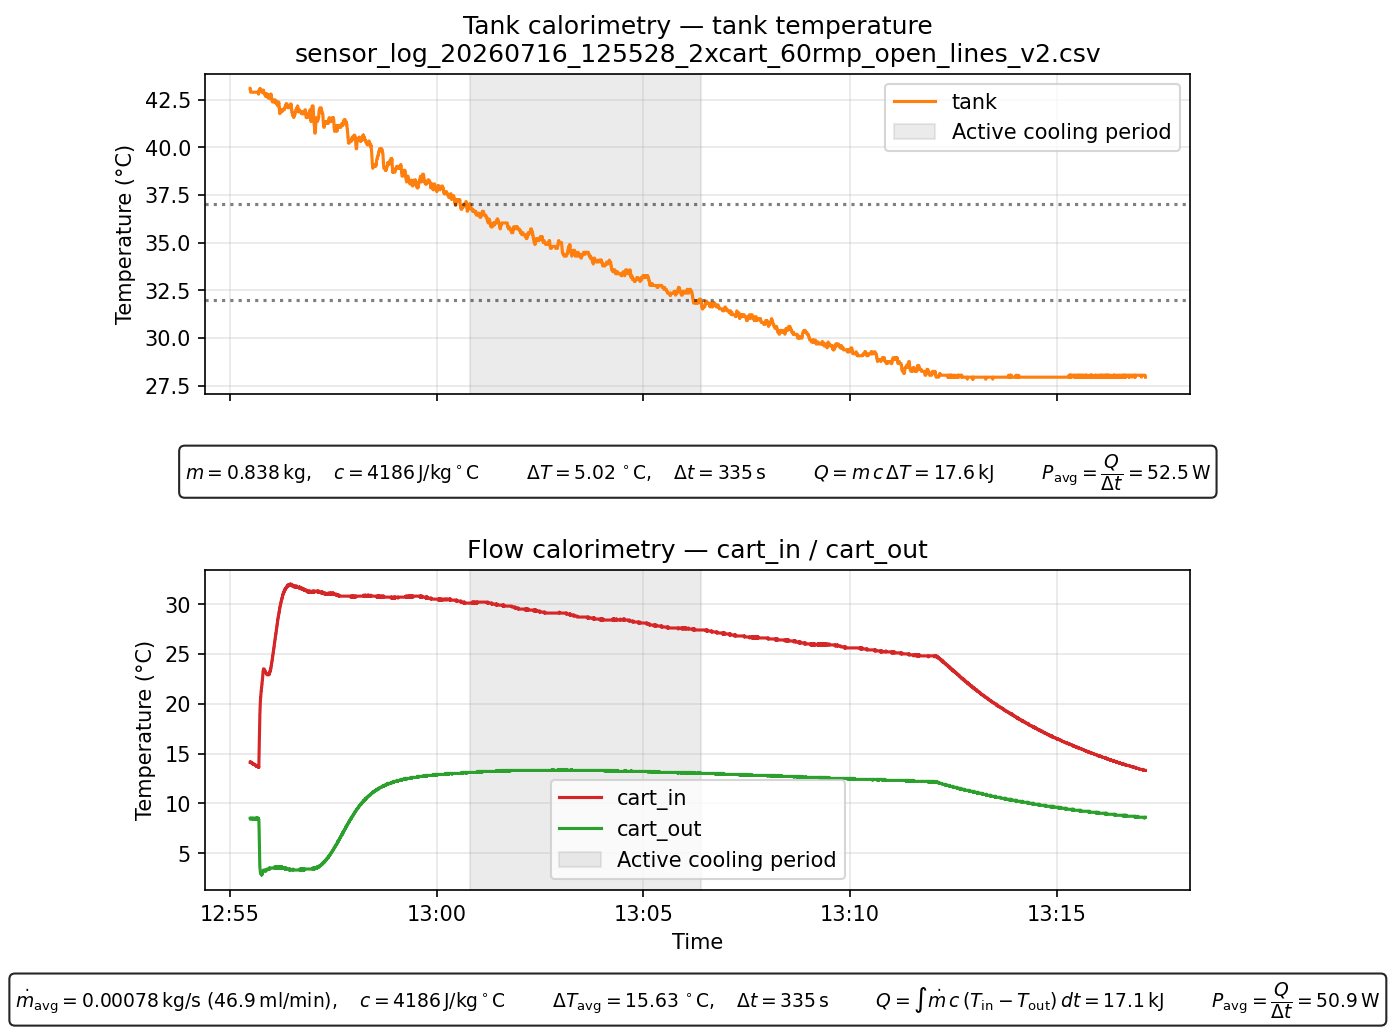 Tank calorimetry — tank temperature
sensor_log_20260716_125528_2xcart_60rmp_open_lines_v2.csv
Temperature (°C)
42.5
40.0
37.5
35.0
32.5
30.0
27.5
tank
Active cooling period
m = 0.838 kg, c = 4186 J/kg°C ΔT = 5.02 °C, Δt = 335 s Q = m c ΔT = 17.6 kJ P_avg = Q/Δt = 52.5 W
Flow calorimetry — cart_in / cart_out
Temperature (°C)
30
25
20
15
10
5
cart_in
cart_out
Active cooling period
12:55 13:00 13:05 13:10 13:15
Time
ṁ_avg = 0.00078 kg/s (46.9 ml/min), c = 4186 J/kg°C ΔT_avg = 15.63 °C, Δt = 335 s Q = ∫ ṁ c (T_in − T_out) dt = 17.1 kJ P_avg = Q/Δt = 50.9 W